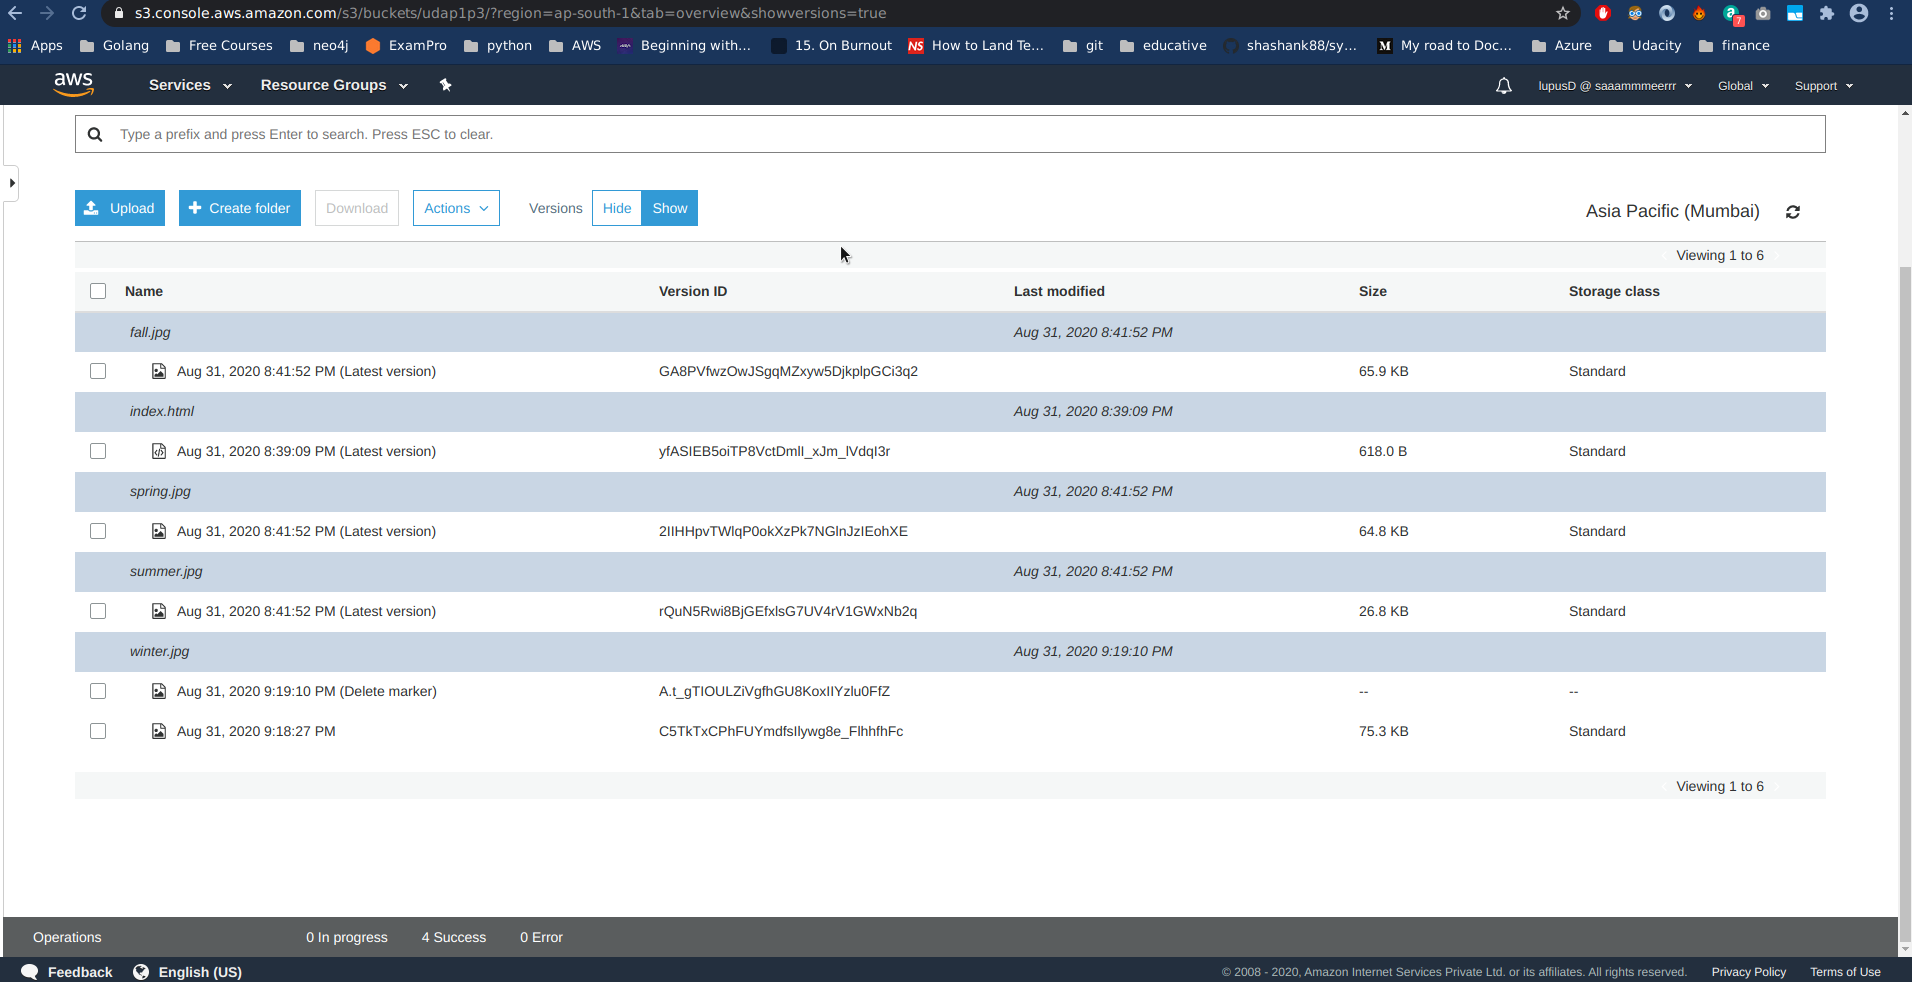 s3.console.aws.amazon.com/s3/buckets/udap1p3/?region=ap-south-1&tab=overview&showversions=true
7
Apps Golang Free Courses neo4j ExamPro python AWS Beginning with... 15. On Burnout NS How to Land Te... git educative shashank88/sy... M My road to Doc... Azure Udacity finance
aws Services Resource Groups lupusD @ saaammmeerrr Global Support
Type a prefix and press Enter to search. Press ESC to clear.
Upload Create folder Download Actions Versions Hide Show Asia Pacific (Mumbai)
Viewing 1 to 6
Name Version ID Last modified Size Storage class
fall.jpg Aug 31, 2020 8:41:52 PM
Aug 31, 2020 8:41:52 PM (Latest version) GA8PVfwzOwJSgqMZxyw5DjkplpGCi3q2 65.9 KB Standard
index.html Aug 31, 2020 8:39:09 PM
Aug 31, 2020 8:39:09 PM (Latest version) yfASIEB5oiTP8VctDmlI_xJm_lVdqI3r 618.0 B Standard
spring.jpg Aug 31, 2020 8:41:52 PM
Aug 31, 2020 8:41:52 PM (Latest version) 2IIHHpvTWlqP0okXzPk7NGlnJzIEohXE 64.8 KB Standard
summer.jpg Aug 31, 2020 8:41:52 PM
Aug 31, 2020 8:41:52 PM (Latest version) rQuN5Rwi8BjGEfxlsG7UV4rV1GWxNb2q 26.8 KB Standard
winter.jpg Aug 31, 2020 9:19:10 PM
Aug 31, 2020 9:19:10 PM (Delete marker) A.t_gTIOULZiVgfhGU8KoxIIYzlu0FfZ -- --
Aug 31, 2020 9:18:27 PM C5TkTxCPhFUYmdfsIlywg8e_FlhhfhFc 75.3 KB Standard
Viewing 1 to 6
Operations 0 In progress 4 Success 0 Error
Feedback English (US) © 2008 - 2020, Amazon Internet Services Private Ltd. or its affiliates. All rights reserved. Privacy Policy Terms of Use